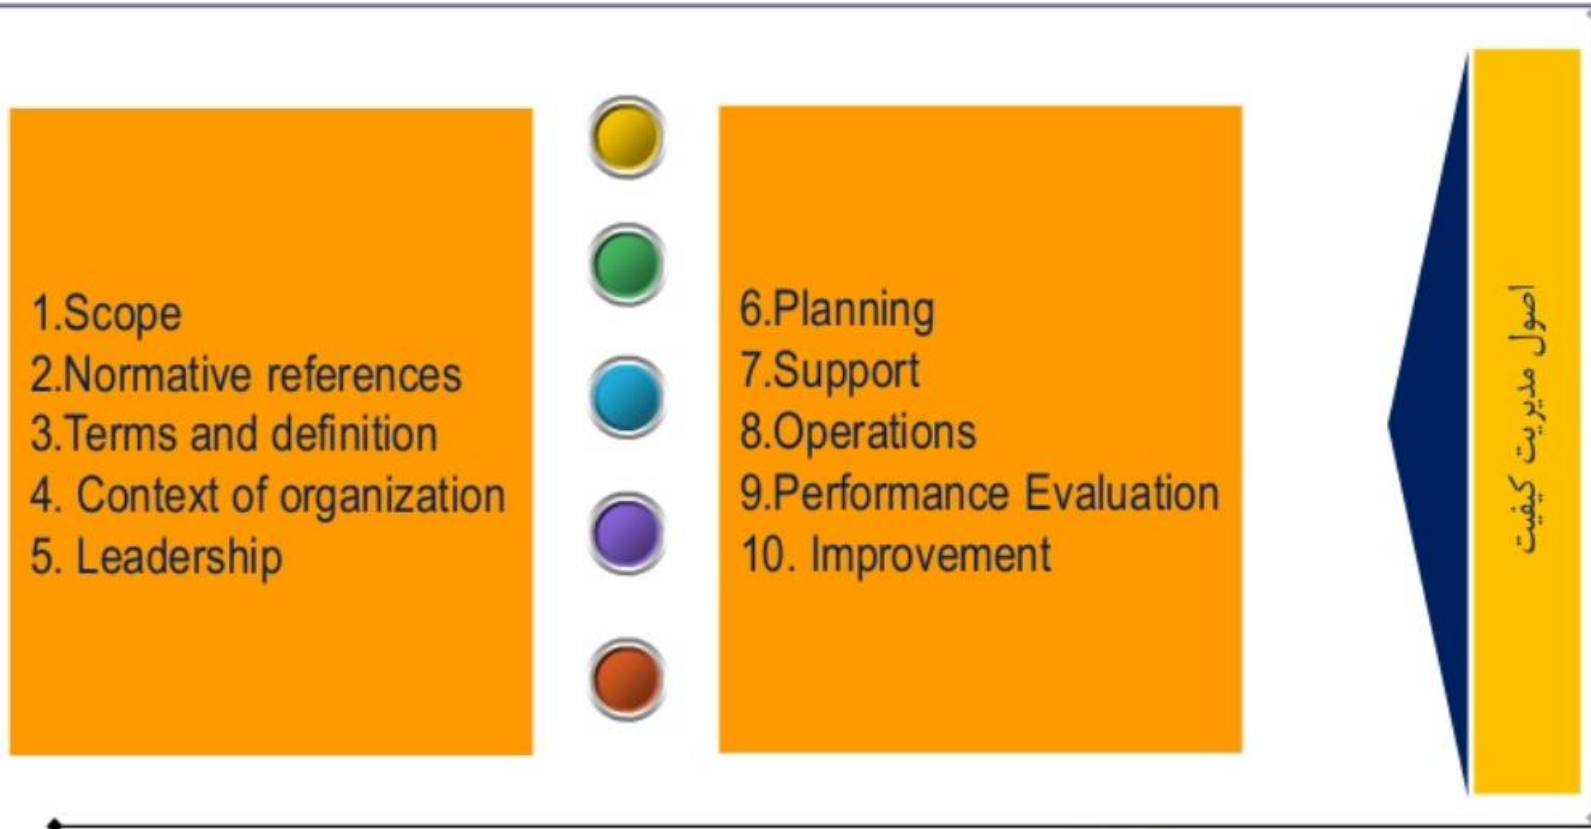 1.Scope
2.Normative references
3.Terms and definition
4. Context of organization
5. Leadership
6.Planning
7.Support
8.Operations
9.Performance Evaluation
10. Improvement
اصول مدیریت کیفیت